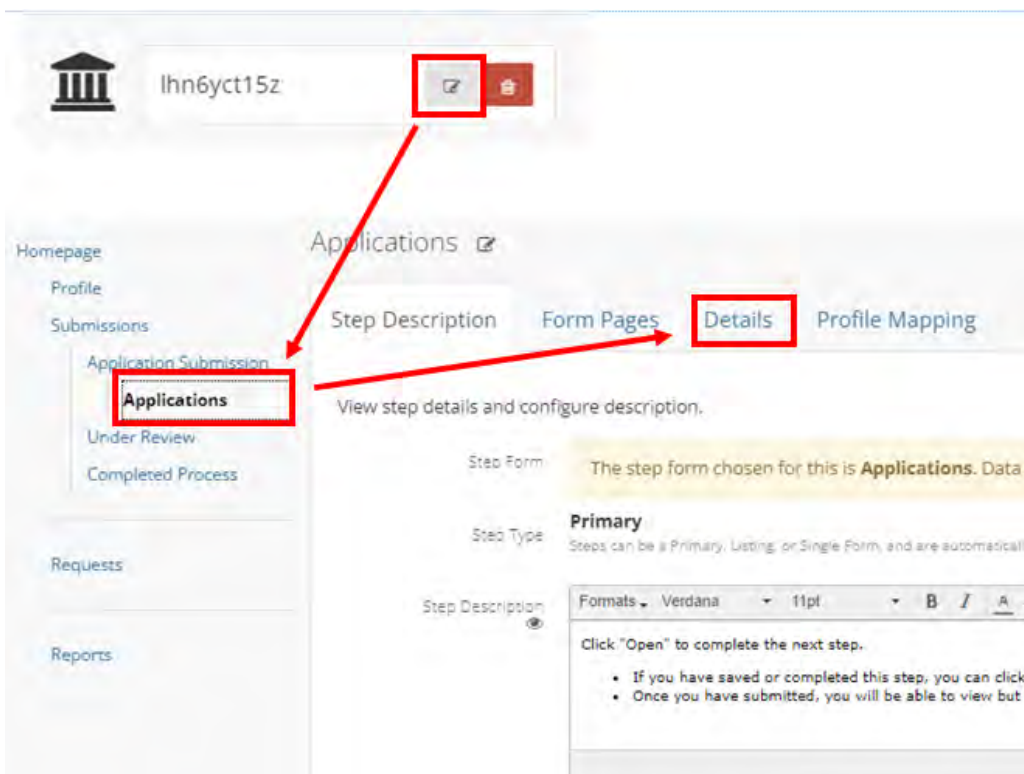 lhn6yct15z
Homepage
Profile
Submissions
Application Submission
Applications
Under Review
Completed Process
Requests
Reports
Applications
Step Description Form Pages Details Profile Mapping
View step details and configure description.
Step Form The step form chosen for this is Applications. Data
Step Type Primary
Steps can be a Primary, Listing, or Single Form, and are automatical
Step Description Formats Verdana 11pt B I A
Click "Open" to complete the next step.
• If you have saved or completed this step, you can click
• Once you have submitted, you will be able to view but